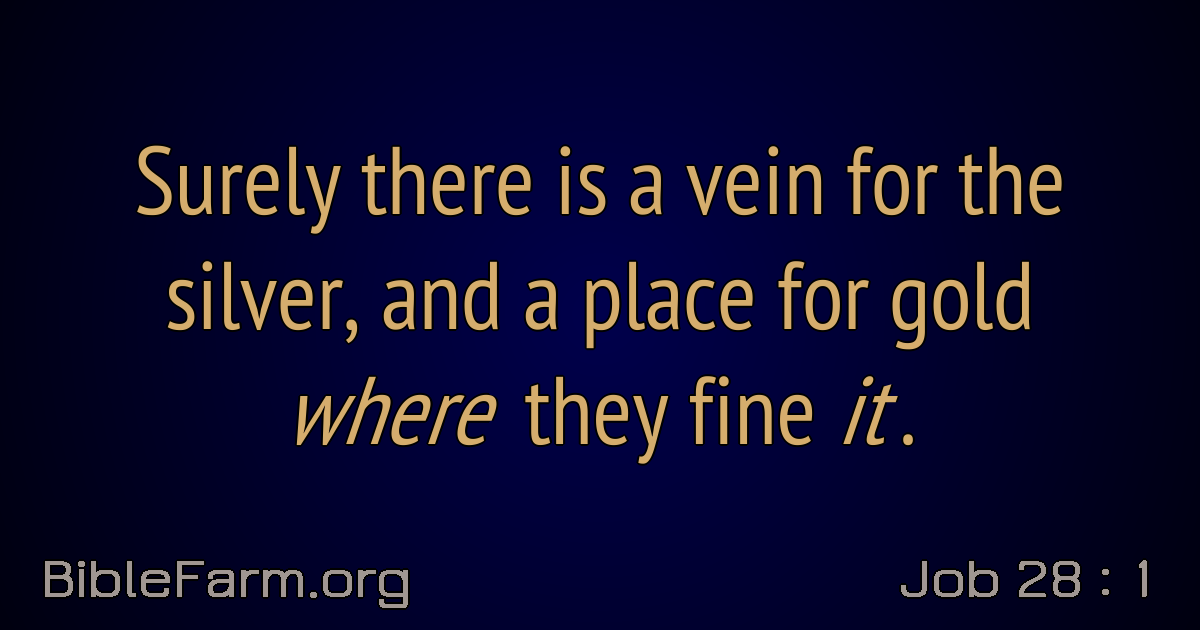 Surely there is a vein for the
silver, and a place for gold
where they fine it.
BibleFarm.org
Job 28 : 1